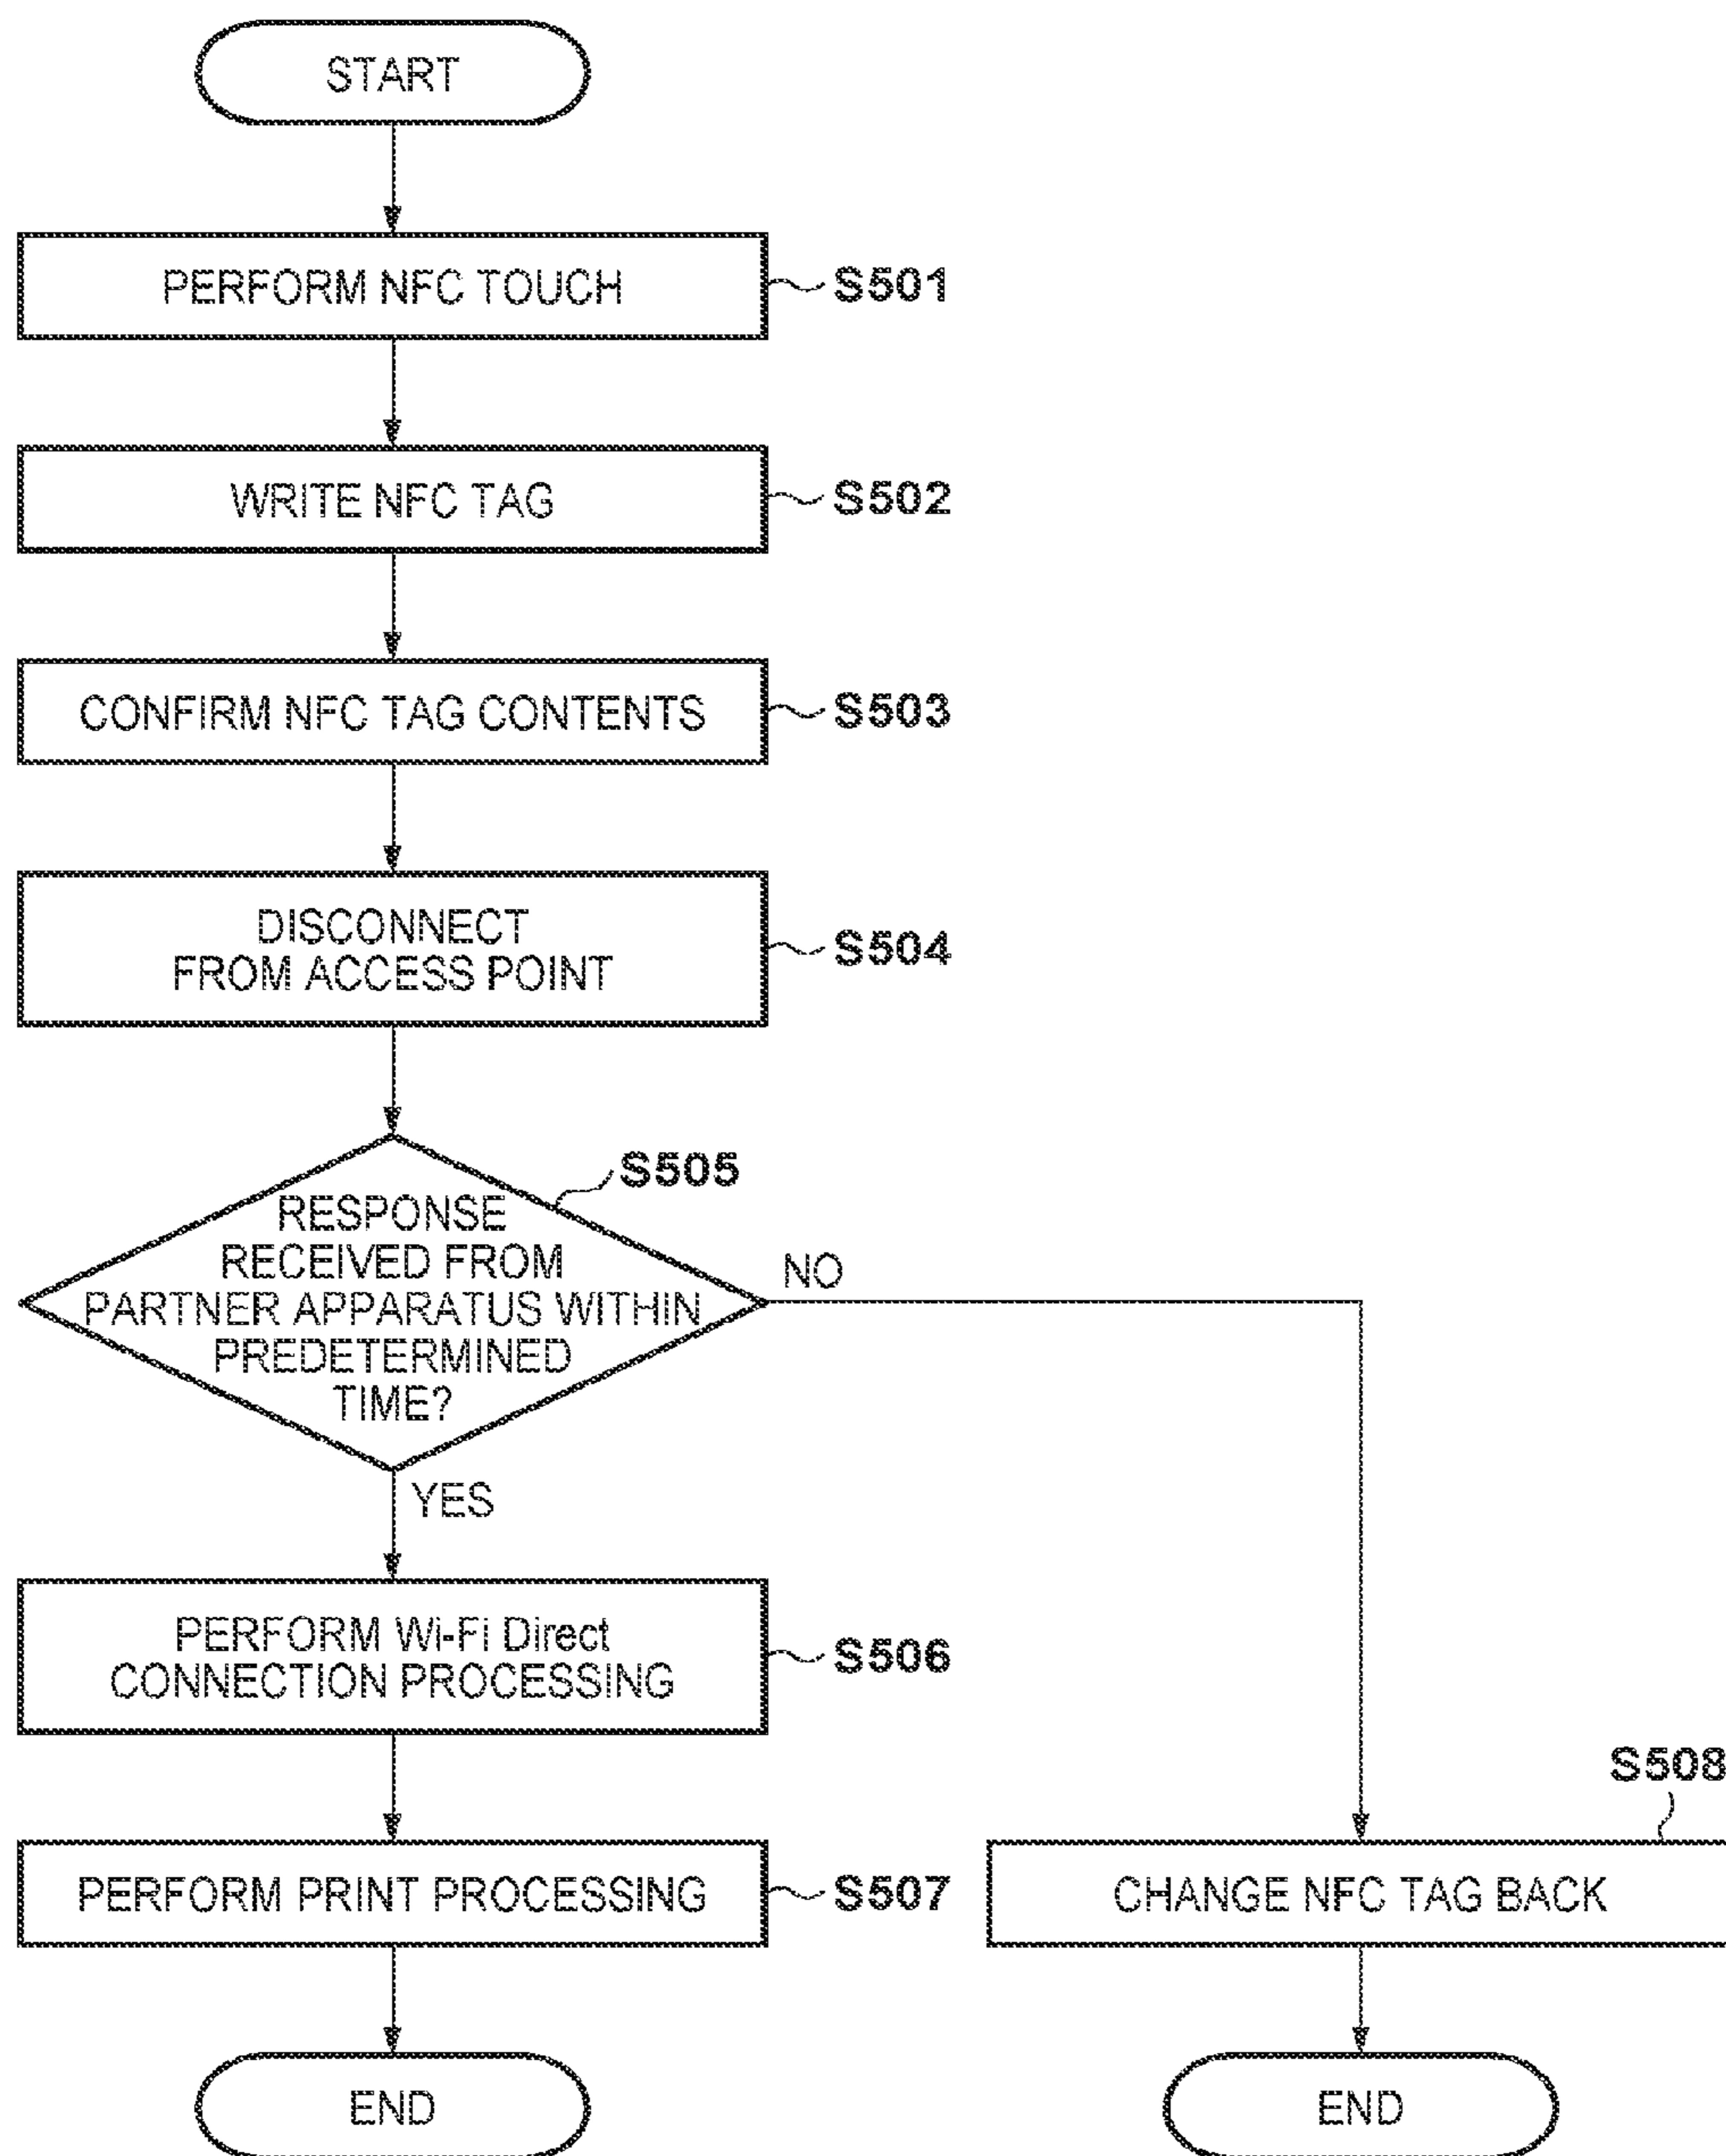 START
PERFORM NFC TOUCH
S501
WRITE NFC TAG
S502
CONFIRM NFC TAG CONTENTS
S503
DISCONNECT
FROM ACCESS POINT
S504
S505
RESPONSE
RECEIVED FROM
PARTNER APPARATUS WITHIN
PREDETERMINED
TIME?
NO
YES
PERFORM Wi-Fi Direct
CONNECTION PROCESSING
S506
PERFORM PRINT PROCESSING
S507
S508
CHANGE NFC TAG BACK
END
END